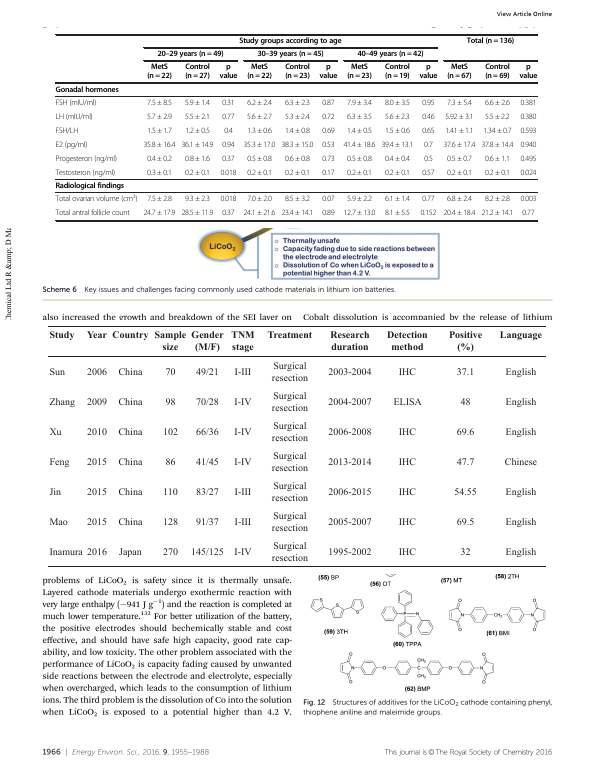 View Article Online
Study groups according to age
20–29 years (n = 49) 30–39 years (n = 45) 40–49 years (n = 42) Total (n = 136)
MetS (n = 22) Control (n = 27) p value MetS (n = 22) Control (n = 23) p value MetS (n = 23) Control (n = 19) p value MetS (n = 67) Control (n = 69) p value
Gonadal hormones
FSH (mIU/ml) 7.5 ± 8.5 5.9 ± 1.4 0.31 6.2 ± 2.4 6.3 ± 2.3 0.87 7.9 ± 3.4 8.0 ± 3.5 0.95 7.3 ± 5.4 6.6 ± 2.6 0.381
LH (mIU/ml) 5.7 ± 2.9 5.5 ± 2.1 0.77 5.6 ± 2.7 5.3 ± 2.4 0.72 6.3 ± 3.5 5.6 ± 2.3 0.46 5.92 ± 3.1 5.5 ± 2.2 0.380
FSH/LH 1.5 ± 1.7 1.2 ± 0.5 0.4 1.3 ± 0.6 1.4 ± 0.8 0.69 1.4 ± 0.5 1.5 ± 0.6 0.65 1.41 ± 1.1 1.34 ± 0.7 0.593
E2 (pg/ml) 35.8 ± 16.4 36.1 ± 14.9 0.94 35.3 ± 17.0 38.3 ± 15.0 0.53 41.4 ± 18.6 39.4 ± 13.1 0.7 37.6 ± 17.4 37.8 ± 14.4 0.940
Progesteron (ng/ml) 0.4 ± 0.2 0.8 ± 1.6 0.37 0.5 ± 0.8 0.6 ± 0.8 0.73 0.5 ± 0.8 0.4 ± 0.4 0.5 0.5 ± 0.7 0.6 ± 1.1 0.495
Testosteron (ng/ml) 0.3 ± 0.1 0.2 ± 0.1 0.018 0.2 ± 0.1 0.2 ± 0.1 0.17 0.2 ± 0.1 0.2 ± 0.1 0.57 0.2 ± 0.1 0.2 ± 0.1 0.024
Radiological findings
Total ovarian volume (cm³) 7.5 ± 2.8 9.3 ± 2.3 0.018 7.0 ± 2.0 8.5 ± 3.2 0.07 5.9 ± 2.2 6.1 ± 1.4 0.77 6.8 ± 2.4 8.2 ± 2.8 0.003
Total antral follicle count 24.7 ± 17.9 28.5 ± 11.9 0.37 24.1 ± 21.6 23.4 ± 14.1 0.89 12.7 ± 13.0 8.1 ± 5.5 0.152 20.4 ± 18.4 21.2 ± 14.1 0.77
LiCoO₂
Thermally unsafe
Capacity fading due to side reactions between
the electrode and electrolyte
Dissolution of Co when LiCoO₂ is exposed to a
potential higher than 4.2 V.
Scheme 6 Key issues and challenges facing commonly used cathode materials in lithium ion batteries.
also increased the growth and breakdown of the SEI layer on
Cobalt dissolution is accompanied by the release of lithium
Study Year Country Sample size Gender (M/F) TNM stage Treatment Research duration Detection method Positive (%) Language
Sun 2006 China 70 49/21 I-III Surgical resection 2003-2004 IHC 37.1 English
Zhang 2009 China 98 70/28 I-IV Surgical resection 2004-2007 ELISA 48 English
Xu 2010 China 102 66/36 I-IV Surgical resection 2006-2008 IHC 69.6 English
Feng 2015 China 86 41/45 I-IV Surgical resection 2013-2014 IHC 47.7 Chinese
Jin 2015 China 110 83/27 I-III Surgical resection 2006-2015 IHC 54.55 English
Mao 2015 China 128 91/37 I-III Surgical resection 2005-2007 IHC 69.5 English
Inamura 2016 Japan 270 145/125 I-IV Surgical resection 1995-2002 IHC 32 English
problems of LiCoO₂ is safety since it is thermally unsafe.
Layered cathode materials undergo exothermic reaction with
very large enthalpy (−941 J g⁻¹) and the reaction is completed at
much lower temperature.¹³² For better utilization of the battery,
the positive electrodes should bechemically stable and cost
effective, and should have safe high capacity, good rate cap-
ability, and low toxicity. The other problem associated with the
performance of LiCoO₂ is capacity fading caused by unwanted
side reactions between the electrode and electrolyte, especially
when overcharged, which leads to the consumption of lithium
ions. The third problem is the dissolution of Co into the solution
when LiCoO₂ is exposed to a potential higher than 4.2 V.
(55) BP (56) OT (57) MT (58) 2TH
(59) 3TH (60) TPPA (61) BMI
(62) BMP
Fig. 12 Structures of additives for the LiCoO₂ cathode containing phenyl,
thiophene aniline and maleimide groups.
1966 | Energy Environ. Sci., 2016, 9, 1955–1988
This journal is © The Royal Society of Chemistry 2016